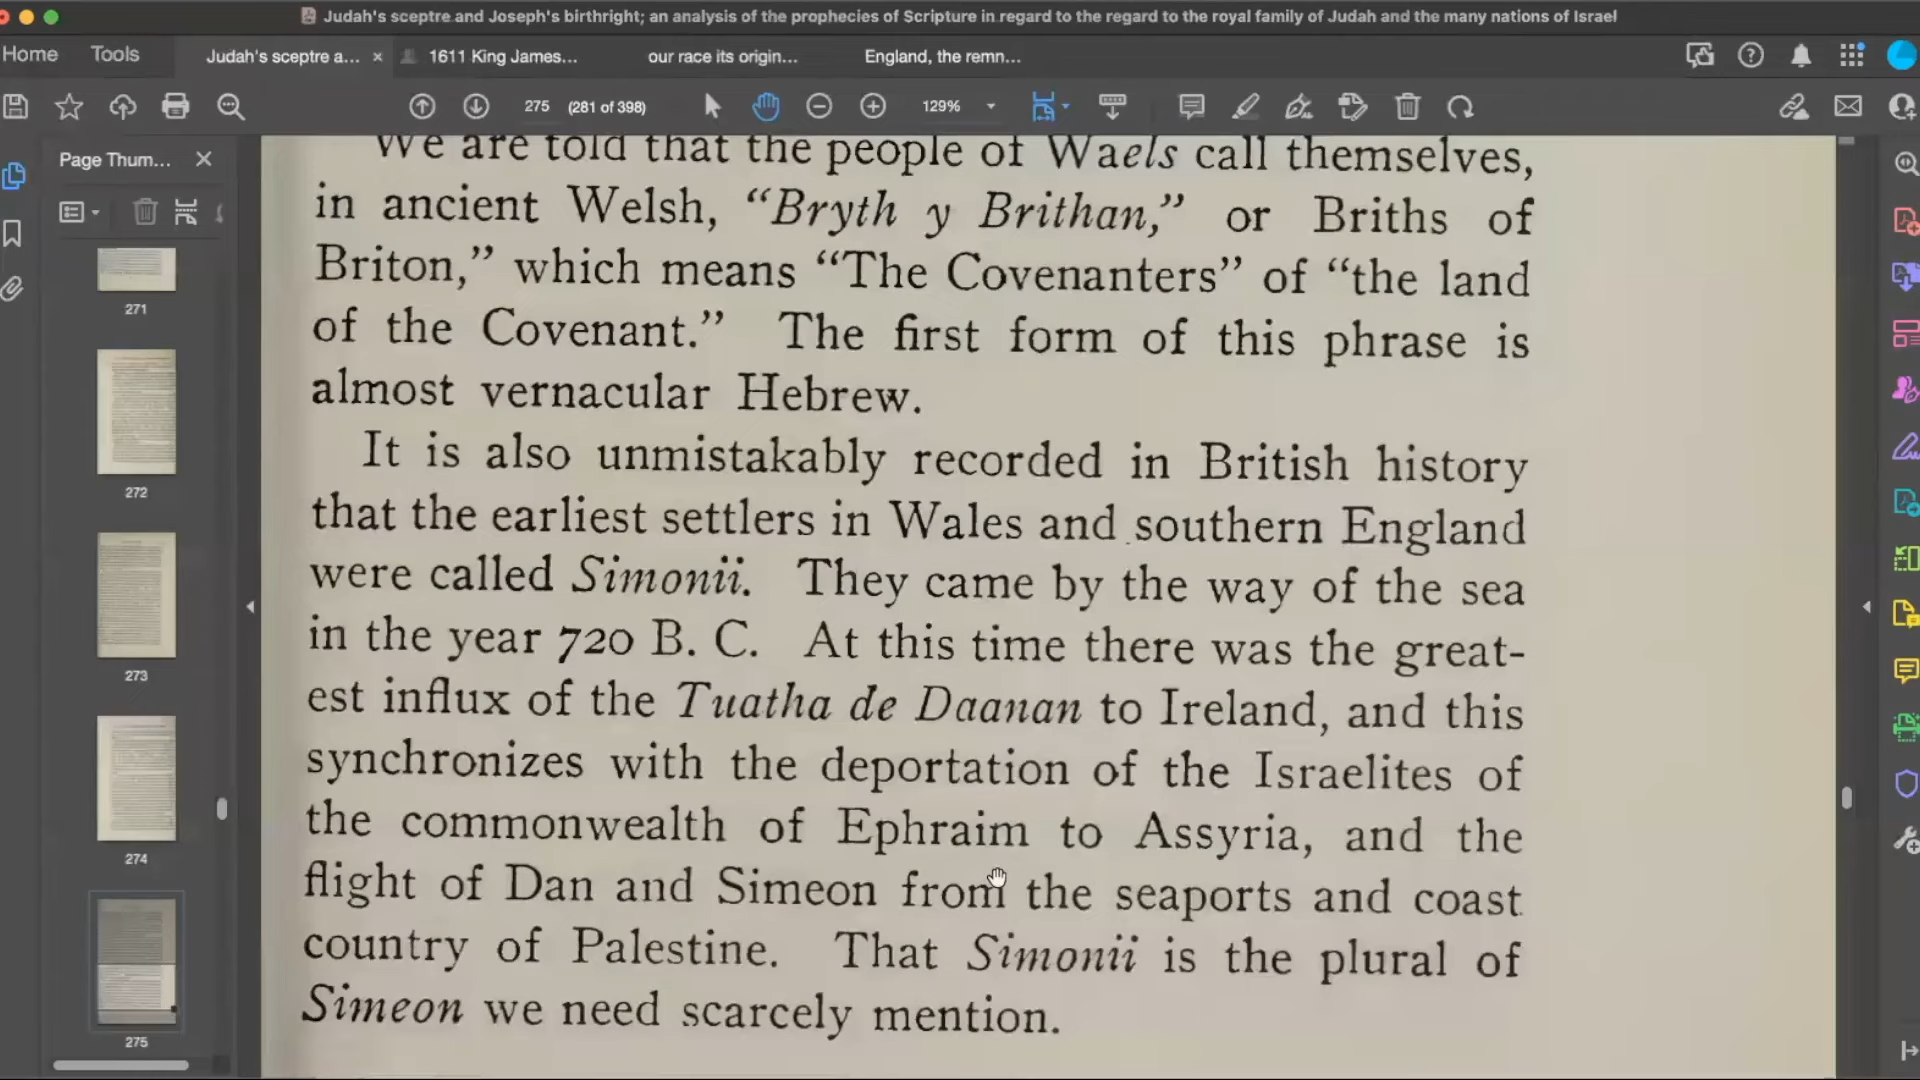 Judah's sceptre and Joseph's birthright; an analysis of the prophecies of Scripture in regard to the regard to the royal family of Judah and the many nations of Israel
Home Tools Judah's sceptre a... 1611 King James... our race its origin... England, the remn...
275 (281 of 398) 129%
Page Thum...
271
272
273
274
275
We are told that the people of Waels call themselves,
in ancient Welsh, “Bryth y Brithan,” or Briths of
Briton,” which means “The Covenanters” of “the land
of the Covenant.” The first form of this phrase is
almost vernacular Hebrew.
It is also unmistakably recorded in British history
that the earliest settlers in Wales and southern England
were called Simonii. They came by the way of the sea
in the year 720 B. C. At this time there was the great-
est influx of the Tuatha de Daanan to Ireland, and this
synchronizes with the deportation of the Israelites of
the commonwealth of Ephraim to Assyria, and the
flight of Dan and Simeon from the seaports and coast
country of Palestine. That Simonii is the plural of
Simeon we need scarcely mention.